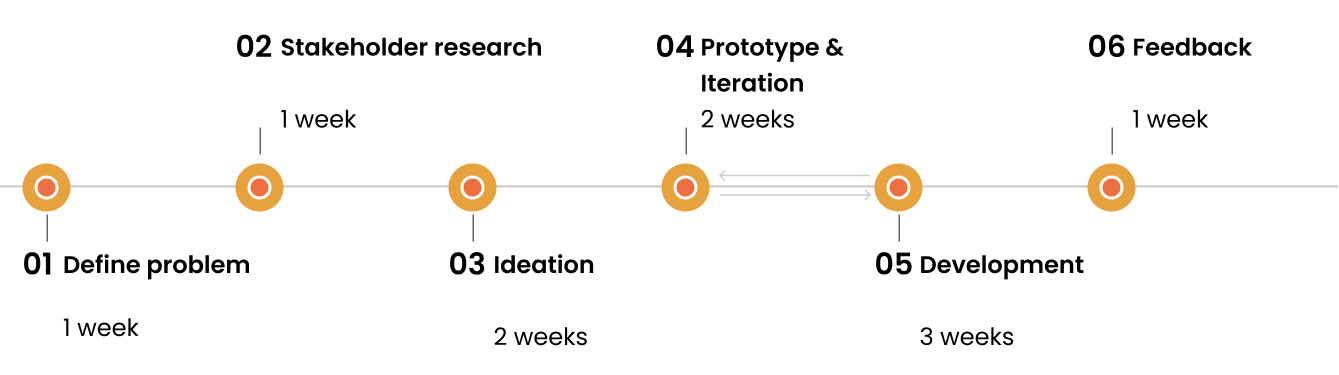 01 Define problem
1 week
02 Stakeholder research
1 week
03 Ideation
2 weeks
04 Prototype &
Iteration
2 weeks
05 Development
3 weeks
06 Feedback
1 week